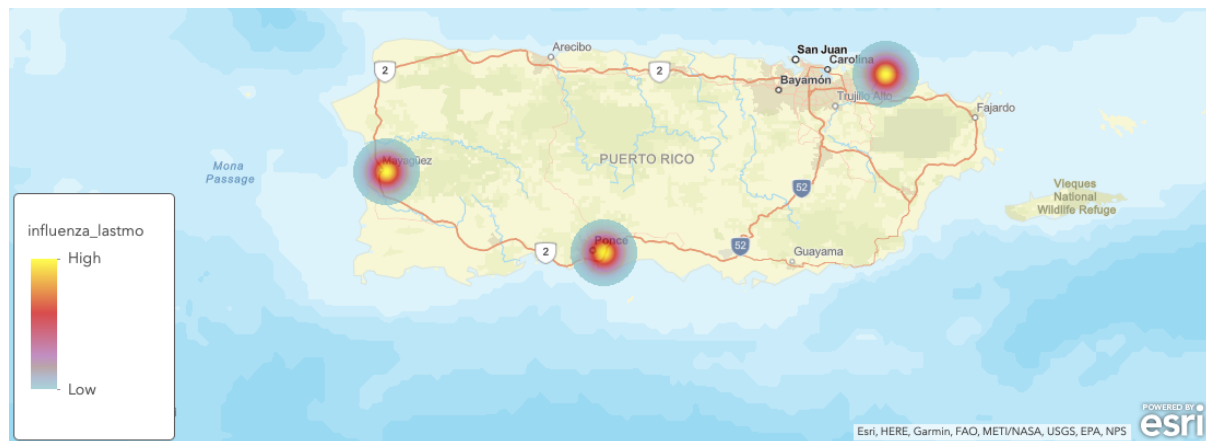 Arecibo
San Juan
Carolina
2
2
Bayamón
Trujillo Alto
Fajardo
Mayagüez
PUERTO RICO
Mona
Passage
52
Vieques
National
Wildlife Refuge
influenza_lastmo
High
Low
Ponce
2
52
Guayama
Esri, HERE, Garmin, FAO, METI/NASA, USGS, EPA, NPS
POWERED BY
esri